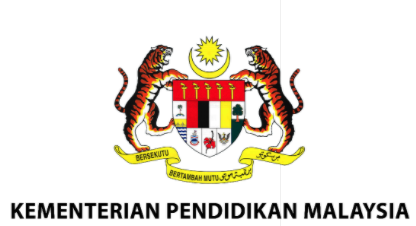 BERSEKUTU
BERTAMBAH MUTU
KEMENTERIAN PENDIDIKAN MALAYSIA